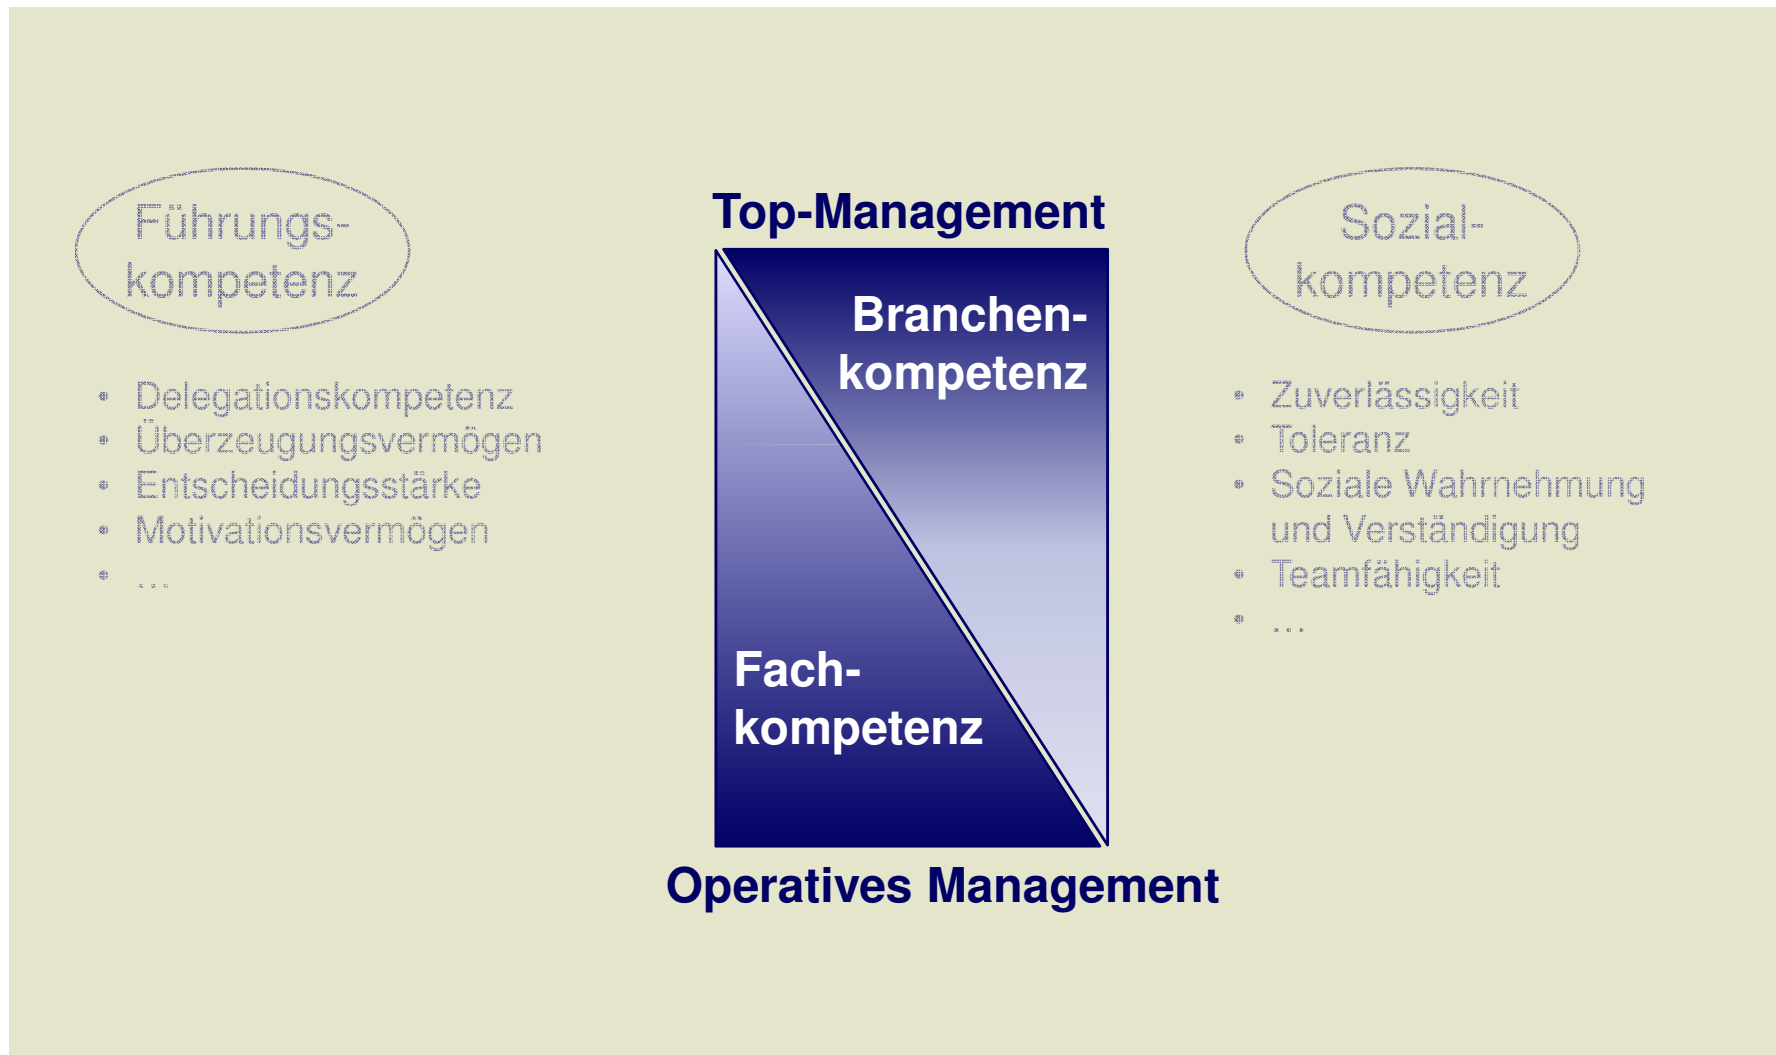 Führungs-
kompetenz
• Delegationskompetenz
• Überzeugungsvermögen
• Entscheidungsstärke
• Motivationsvermögen
• ...
Top-Management
Branchen-
kompetenz
Fach-
kompetenz
Operatives Management
Sozial-
kompetenz
• Zuverlässigkeit
• Toleranz
• Soziale Wahrnehmung
und Verständigung
• Teamfähigkeit
• ...